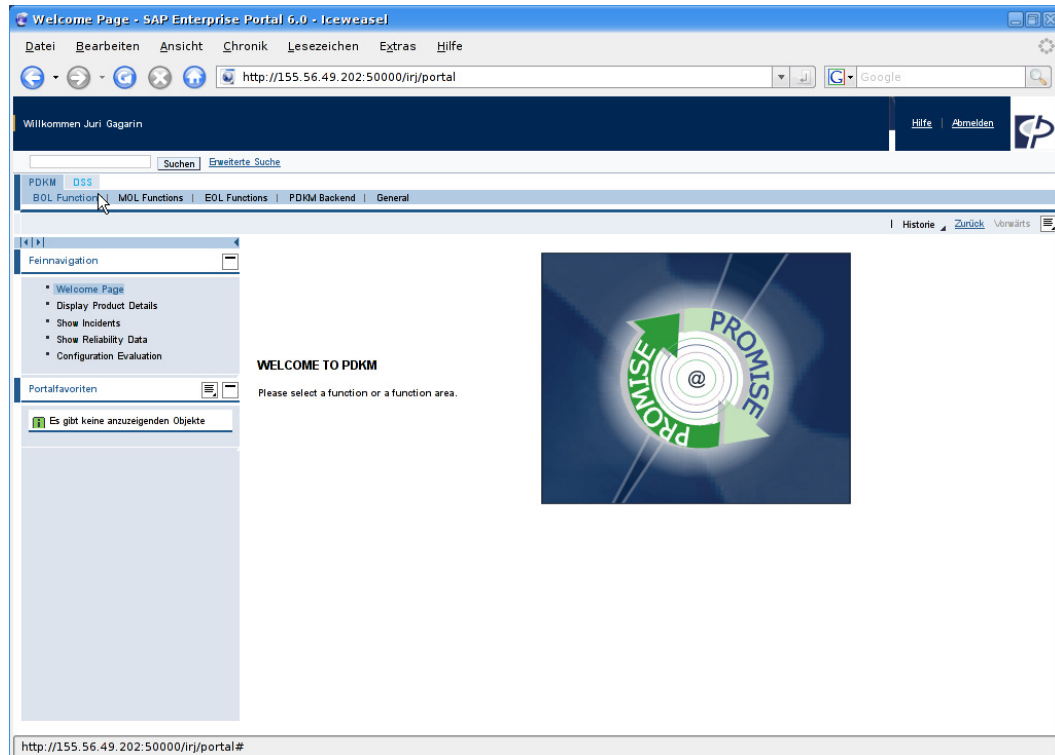 Welcome Page - SAP Enterprise Portal 6.0 - Iceweasel
Datei Bearbeiten Ansicht Chronik Lesezeichen Extras Hilfe
http://155.56.49.202:50000/irj/portal G Google
Willkommen Juri Gagarin Hilfe | Abmelden
Suchen Erweiterte Suche
PDKM DSS
BOL Function | MOL Functions | EOL Functions | PDKM Backend | General
| Historie Zurück Vorwärts
Feinnavigation
Welcome Page
Display Product Details
Show Incidents
Show Reliability Data
Configuration Evaluation
Portalfavoriten
Es gibt keine anzuzeigenden Objekte
WELCOME TO PDKM
Please select a function or a function area.
PROMISE
@
PROMISE
http://155.56.49.202:50000/irj/portal#